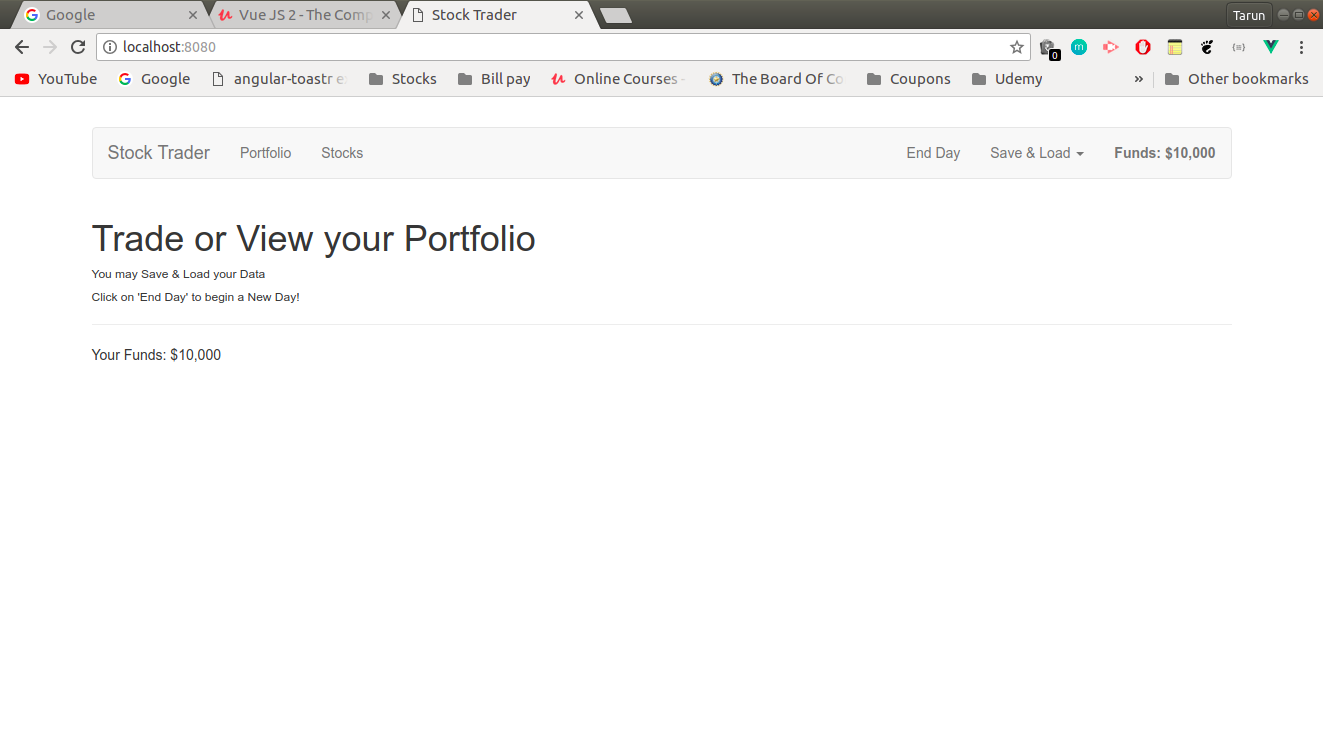 Google
Vue JS 2 - The Comp
Stock Trader
Tarun
localhost:8080
0
m
YouTube
Google
angular-toastr
Stocks
Bill pay
Online Courses -
The Board Of Co
Coupons
Udemy
»
Other bookmarks
Stock Trader
Portfolio
Stocks
End Day
Save & Load
Funds: $10,000
Trade or View your Portfolio
You may Save & Load your Data
Click on 'End Day' to begin a New Day!
Your Funds: $10,000